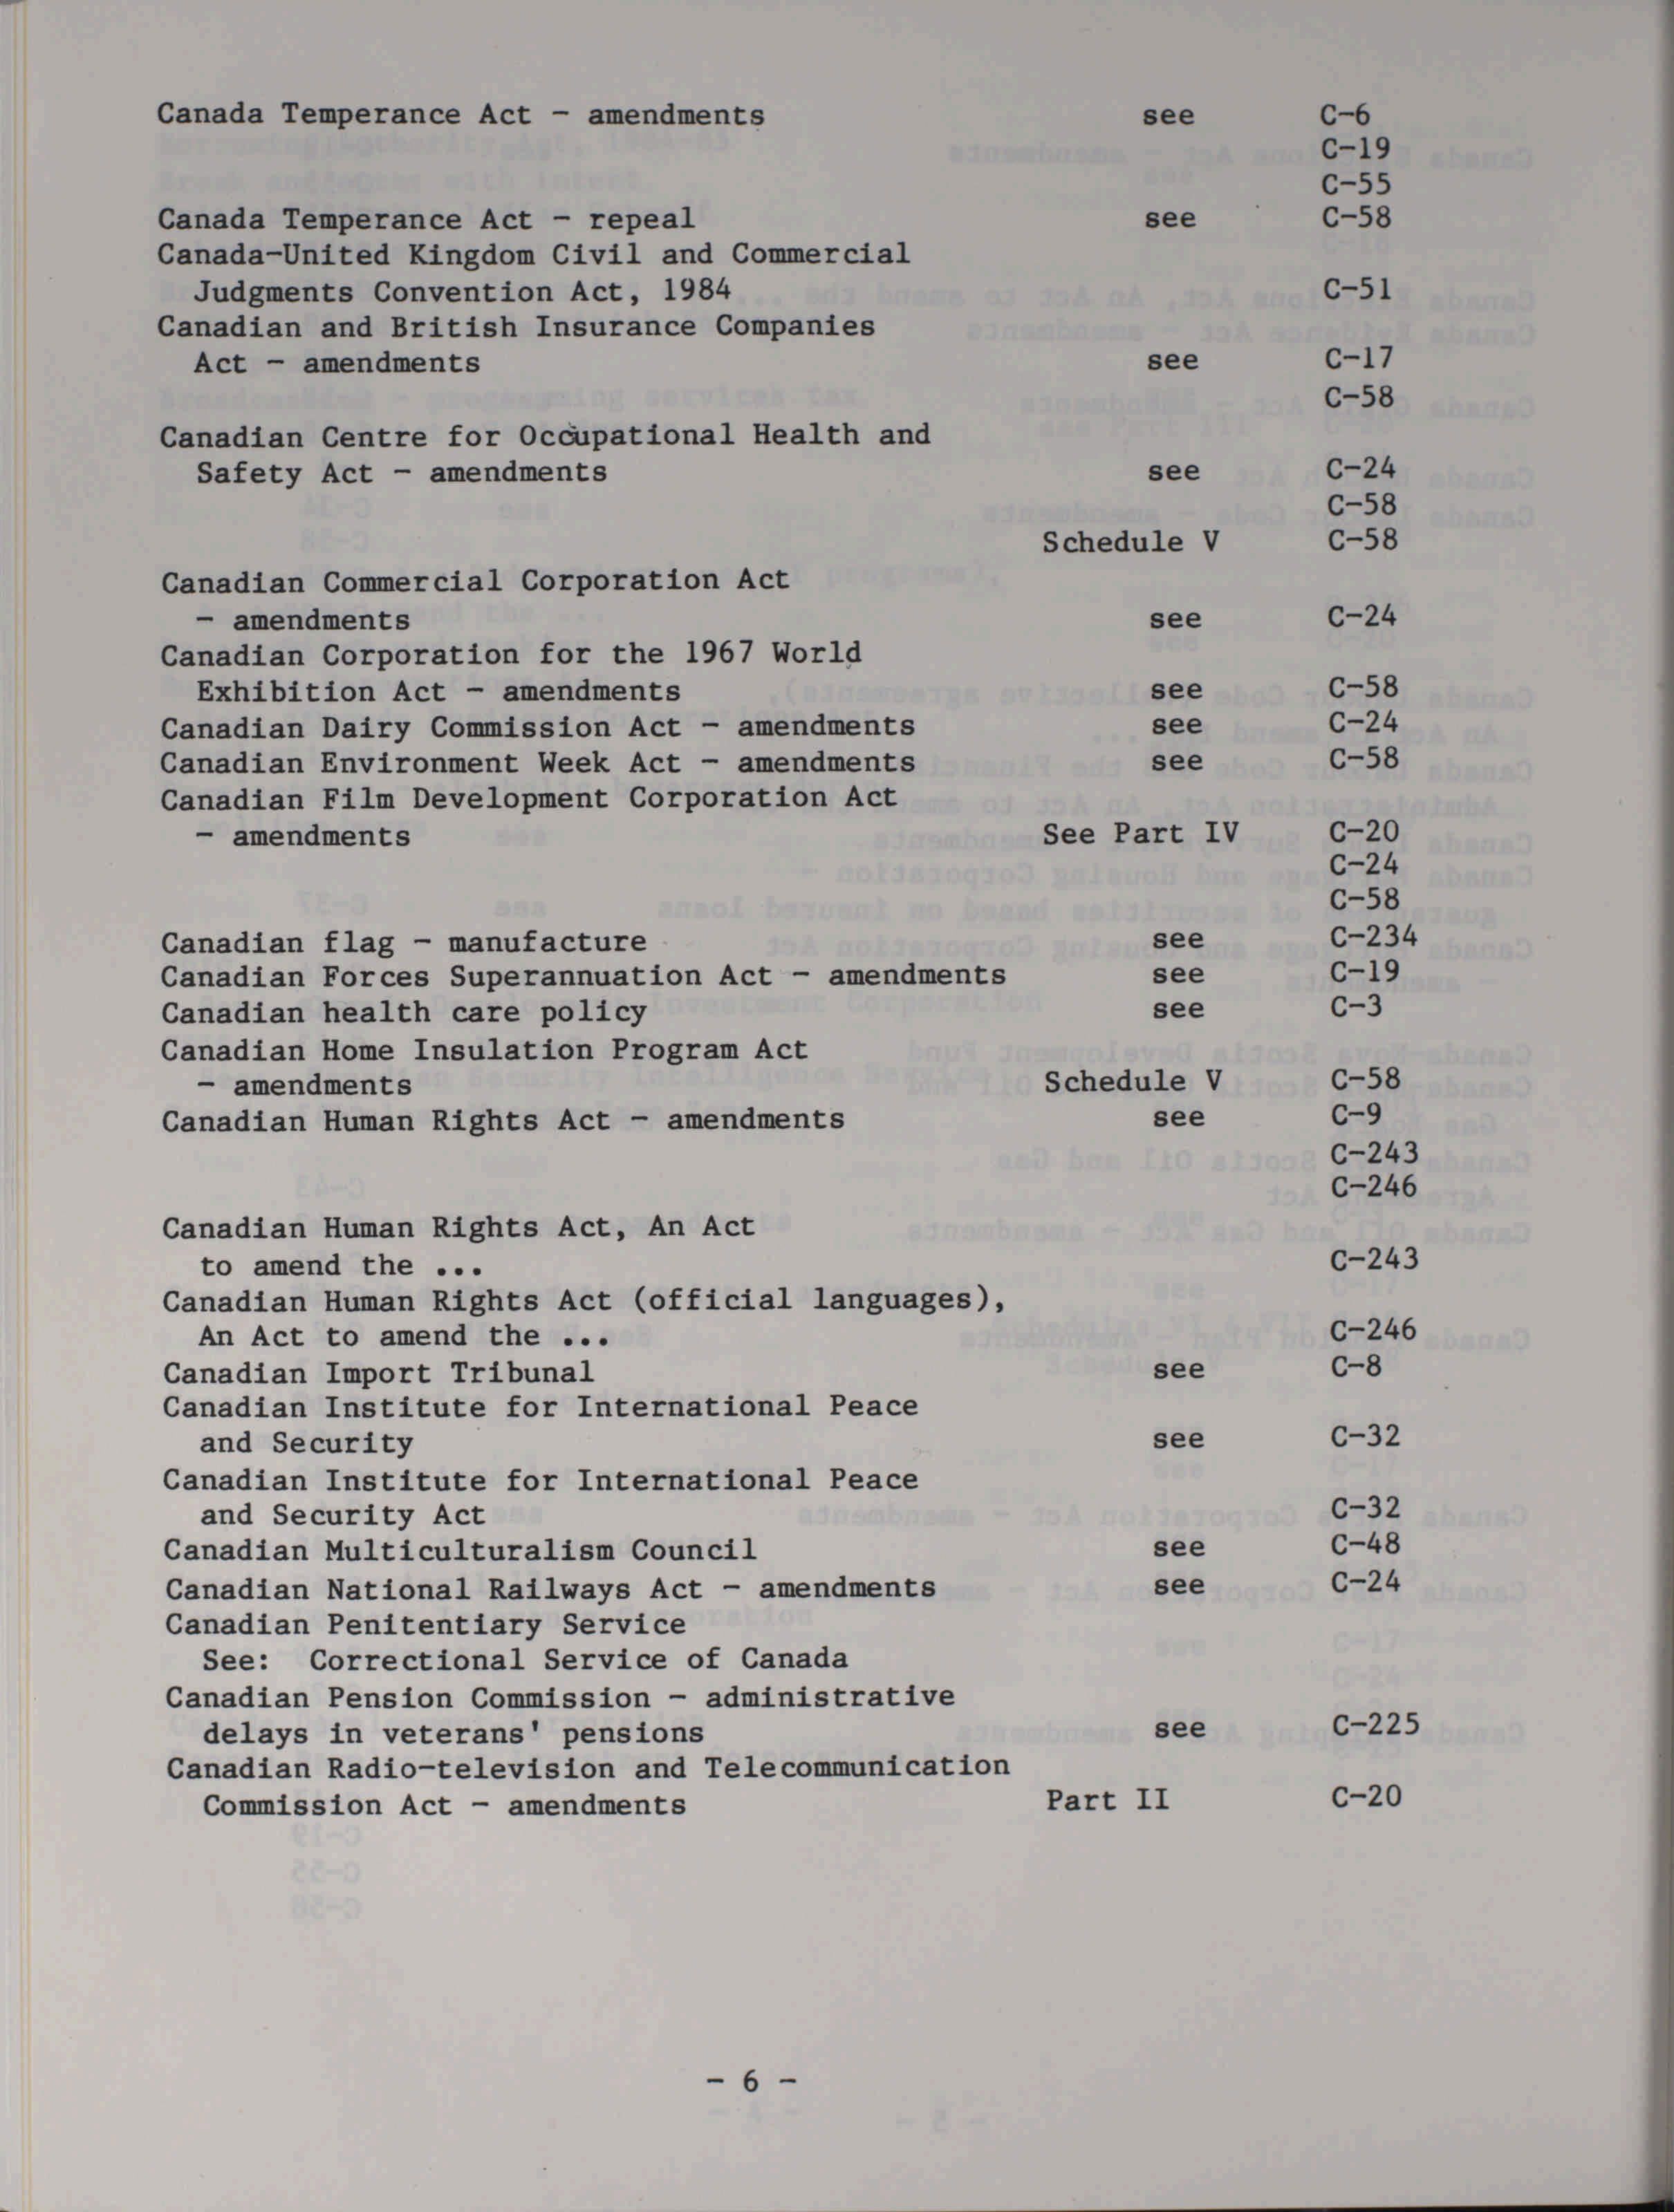 Canada Temperance Act - amendments see C-6
C-19
C-55
Canada Temperance Act - repeal see C-58
Canada-United Kingdom Civil and Commercial
Judgments Convention Act, 1984 C-51
Canadian and British Insurance Companies
Act - amendments see C-17
C-58
Canadian Centre for Occupational Health and
Safety Act - amendments see C-24
C-58
Schedule V C-58
Canadian Commercial Corporation Act
- amendments see C-24
Canadian Corporation for the 1967 World
Exhibition Act - amendments see C-58
Canadian Dairy Commission Act - amendments see C-24
Canadian Environment Week Act - amendments see C-58
Canadian Film Development Corporation Act
- amendments See Part IV C-20
C-24
C-58
Canadian flag - manufacture see C-234
Canadian Forces Superannuation Act - amendments see C-19
Canadian health care policy see C-3
Canadian Home Insulation Program Act
- amendments Schedule V C-58
Canadian Human Rights Act - amendments see C-9
C-243
C-246
Canadian Human Rights Act, An Act
to amend the ... C-243
Canadian Human Rights Act (official languages),
An Act to amend the ... C-246
Canadian Import Tribunal see C-8
Canadian Institute for International Peace
and Security see C-32
Canadian Institute for International Peace
and Security Act C-32
Canadian Multiculturalism Council see C-48
Canadian National Railways Act - amendments see C-24
Canadian Penitentiary Service
See: Correctional Service of Canada
Canadian Pension Commission - administrative
delays in veterans' pensions see C-225
Canadian Radio-television and Telecommunication
Commission Act - amendments Part II C-20
- 6 -